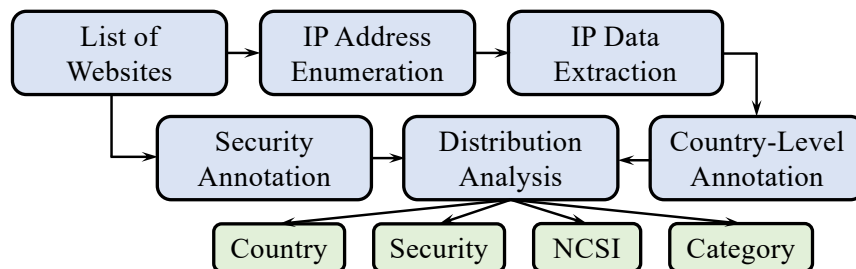 List of
Websites
IP Address
Enumeration
IP Data
Extraction
Security
Annotation
Distribution
Analysis
Country-Level
Annotation
Country
Security
NCSI
Category